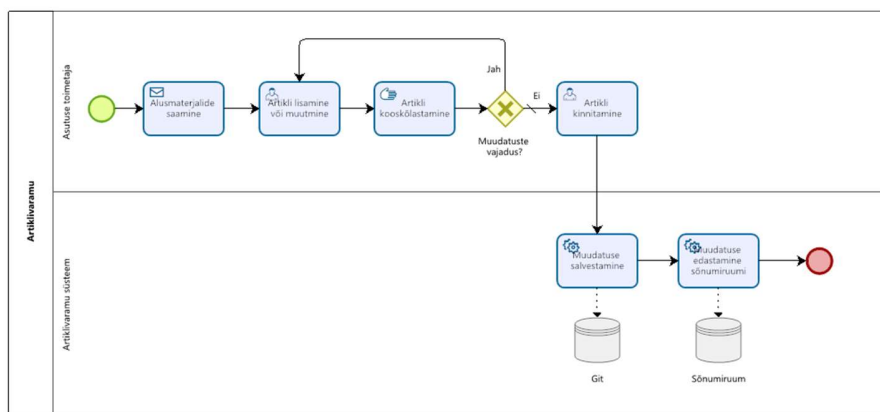 Artiklivaramu
Asutuse toimetaja
Alusmaterjalide
saamine
Artikli lisamine
või muutmine
Artikli
kooskõlastamine
Jah
Muudatuste
vajadus?
Ei
Artikli
kinnitamine
Artiklivaramu süsteem
Muudatuse
salvestamine
Muudatuse
edastamine
sõnumiruumi
Git
Sõnumiruum